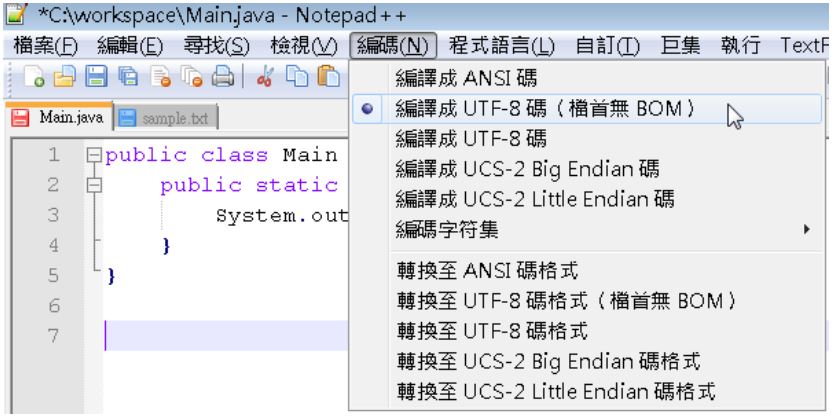 *C:\workspace\Main.java - Notepad++
檔案(F) 編輯(E) 尋找(S) 檢視(V) 編碼(N) 程式語言(L) 自訂(T) 巨集 執行
Main.java sample.txt
1 public class Main
2 public static
3 System.out
4 }
5 }
6
7
編譯成 ANSI 碼
編譯成 UTF-8 碼（檔首無 BOM）
編譯成 UTF-8 碼
編譯成 UCS-2 Big Endian 碼
編譯成 UCS-2 Little Endian 碼
編碼字符集
轉換至 ANSI 碼格式
轉換至 UTF-8 碼格式（檔首無 BOM）
轉換至 UTF-8 碼格式
轉換至 UCS-2 Big Endian 碼格式
轉換至 UCS-2 Little Endian 碼格式